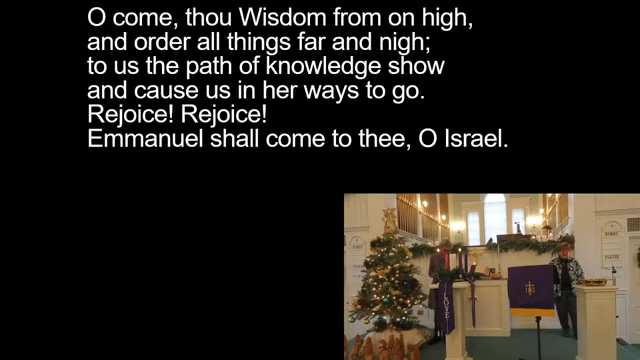 O come, thou Wisdom from on high,
and order all things far and nigh;
to us the path of knowledge show
and cause us in her ways to go.
Rejoice! Rejoice!
Emmanuel shall come to thee, O Israel.
LOVE